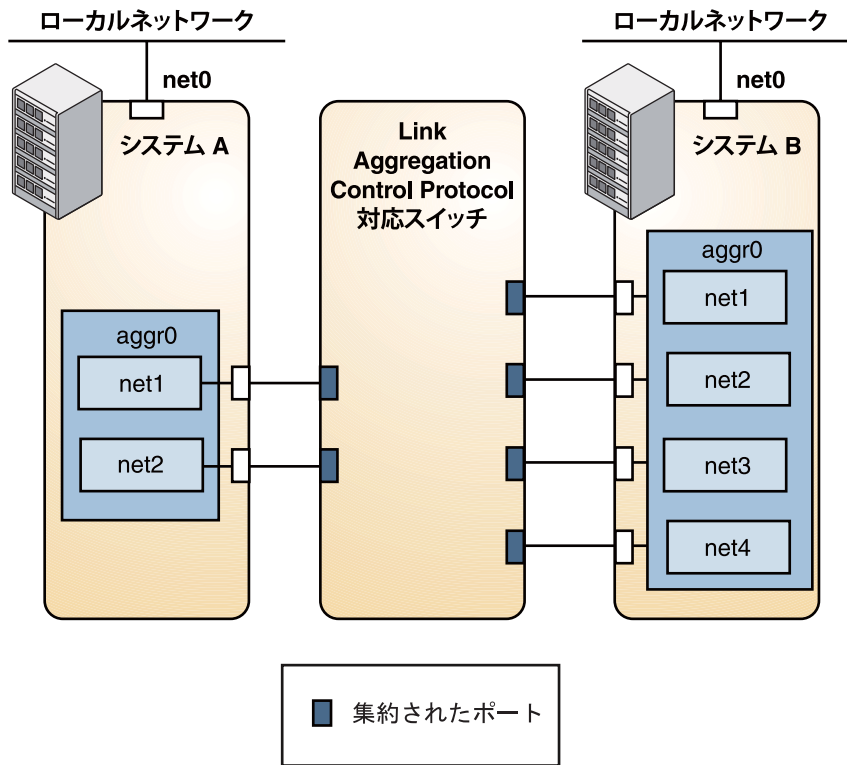 ローカルネットワーク
net0
システム A
aggr0
net1
net2
Link
Aggregation
Control Protocol
対応スイッチ
ローカルネットワーク
net0
システム B
aggr0
net1
net2
net3
net4
集約されたポート